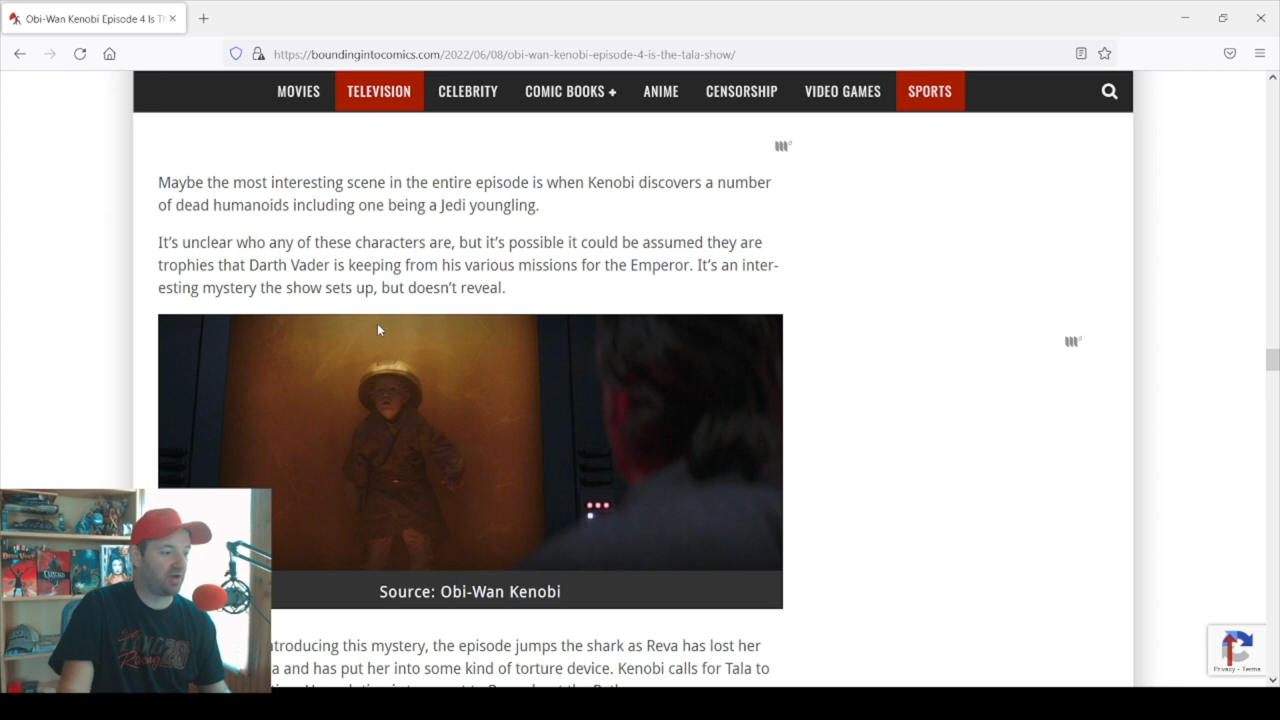 Obi-Wan Kenobi Episode 4 Is Th
https://boundingintocomics.com/2022/06/08/obi-wan-kenobi-episode-4-is-the-tala-show/
MOVIES TELEVISION CELEBRITY COMIC BOOKS + ANIME CENSORSHIP VIDEO GAMES SPORTS
Maybe the most interesting scene in the entire episode is when Kenobi discovers a number
of dead humanoids including one being a Jedi youngling.
It's unclear who any of these characters are, but it's possible it could be assumed they are
trophies that Darth Vader is keeping from his various missions for the Emperor. It's an inter-
esting mystery the show sets up, but doesn't reveal.
Source: Obi-Wan Kenobi
ntroducing this mystery, the episode jumps the shark as Reva has lost her
a and has put her into some kind of torture device. Kenobi calls for Tala to
Privacy - Terms